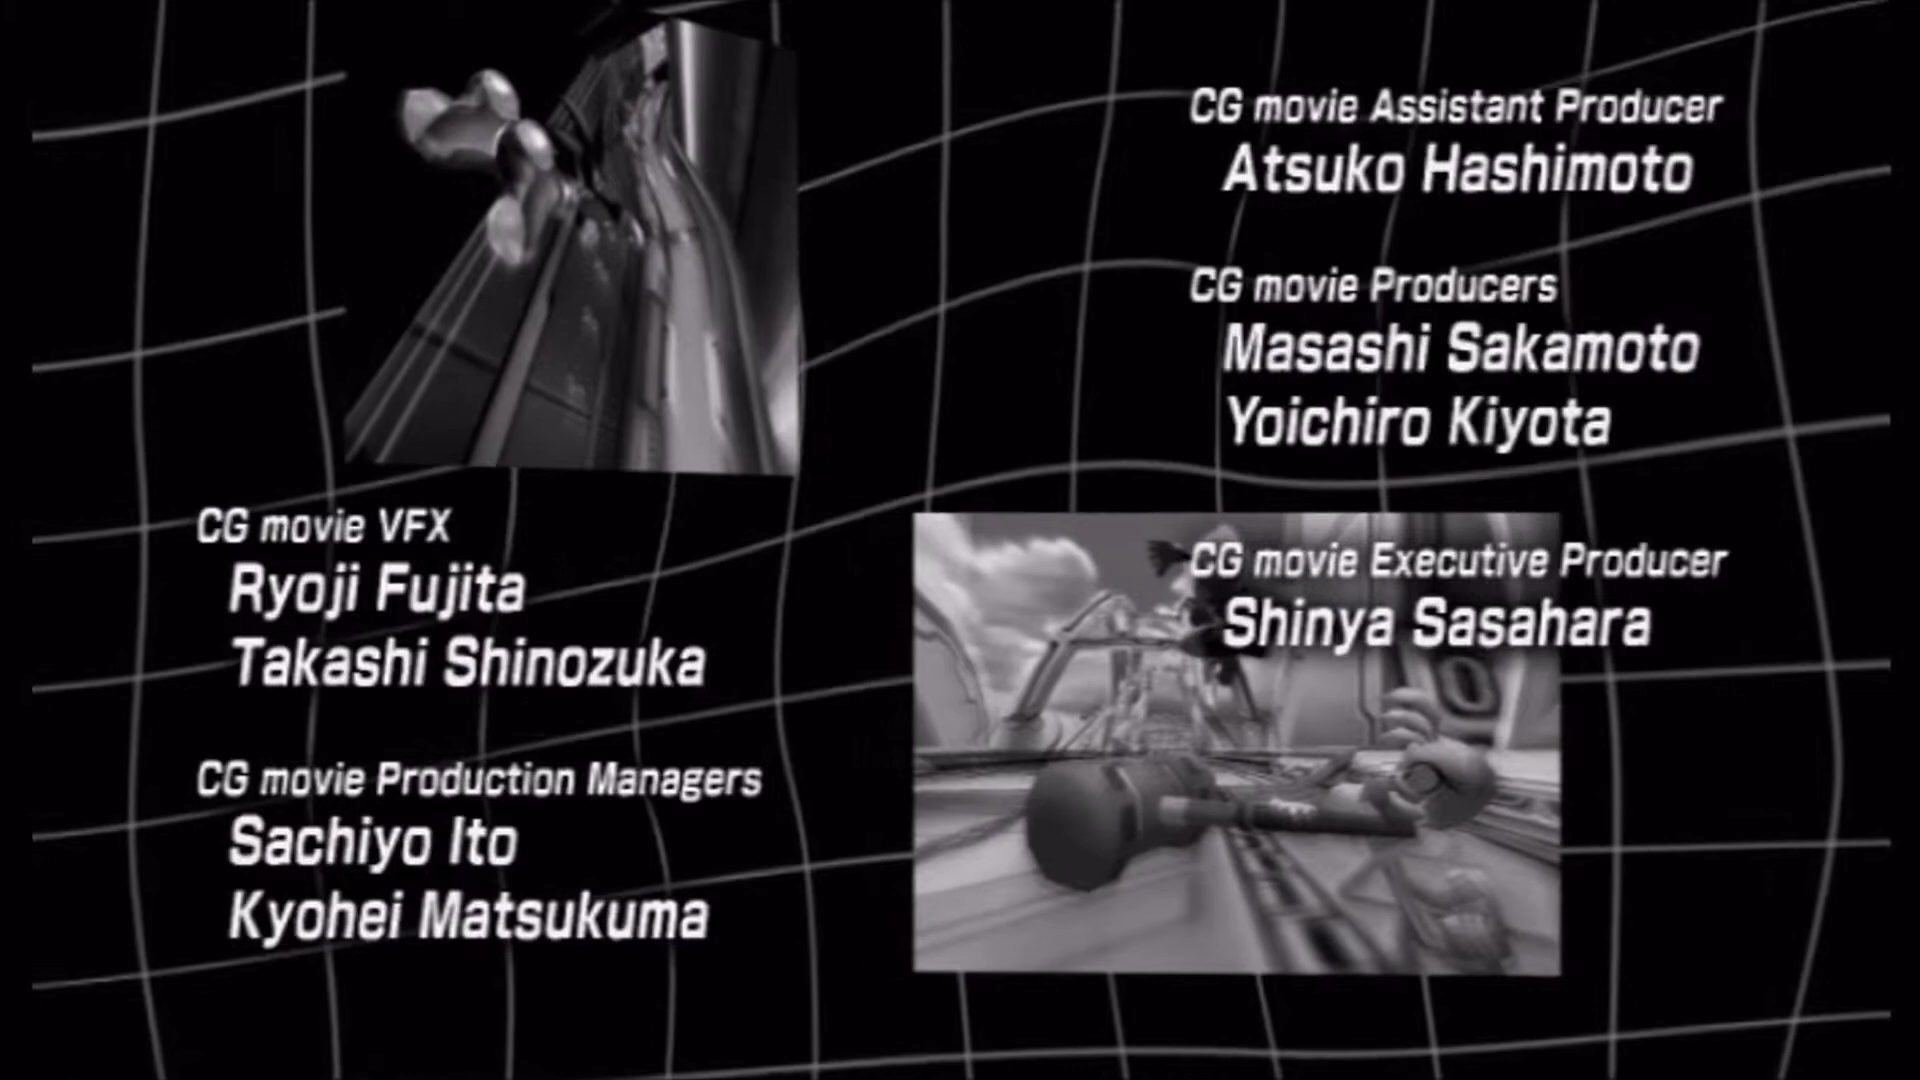 CG movie VFX
Ryoji Fujita
Takashi Shinozuka
CG movie Production Managers
Sachiyo Ito
Kyohei Matsukuma
CG movie Assistant Producer
Atsuko Hashimoto
CG movie Producers
Masashi Sakamoto
Yoichiro Kiyota
CG movie Executive Producer
Shinya Sasahara